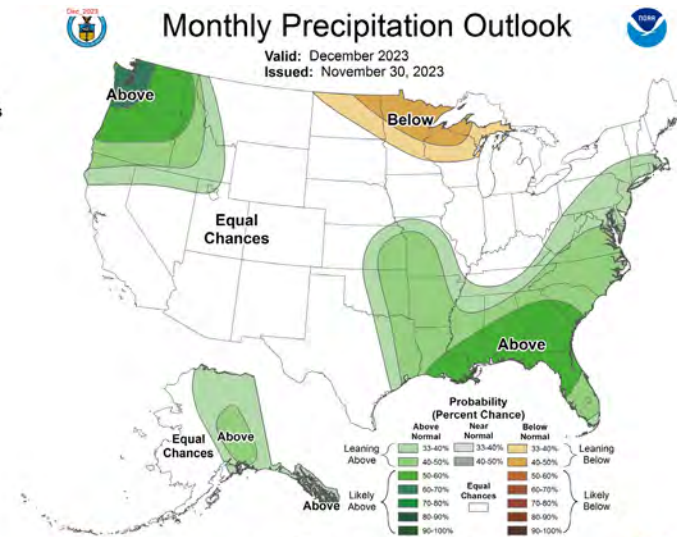 Dec_2023
Monthly Precipitation Outlook
NOAA
Valid: December 2023
Issued: November 30, 2023
Above
Below
Equal
Chances
Above
Equal
Chances
Above
Above
Probability
(Percent Chance)
Above
Normal
Near
Normal
Below
Normal
Leaning
Above
33-40%
33-40%
33-40%
Leaning
Below
40-50%
40-50%
40-50%
Likely
Above
50-60%
50-60%
Likely
Below
60-70%
60-70%
70-80%
Equal
Chances
70-80%
80-90%
80-90%
90-100%
90-100%